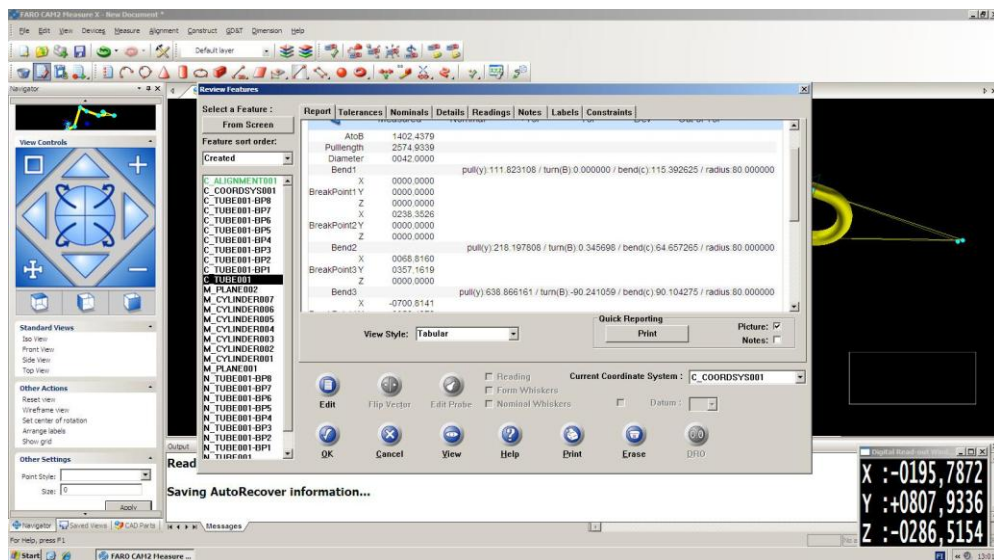 FARO CAM2 Measure X - New Document *
File Edit View Devices Measure Alignment Construct GD&T Dimension Help
Default layer
Navigator
View Controls
Standard Views
Iso View
Front View
Side View
Top View
Other Actions
Reset view
Wireframe view
Set center of rotation
Arrange labels
Show grid
Other Settings
Point Style:
Size: 0
Apply
Navigator Saved Views CAD Parts
For Help, press F1
Review Features
Select a Feature :
From Screen
Feature sort order:
Created
C_ALIGNMENT001
C_COORDSYS001
C_TUBE001-BP8
C_TUBE001-BP7
C_TUBE001-BP6
C_TUBE001-BP5
C_TUBE001-BP4
C_TUBE001-BP3
C_TUBE001-BP2
C_TUBE001-BP1
C_TUBE001
M_PLANE002
M_CYLINDER007
M_CYLINDER006
M_CYLINDER005
M_CYLINDER004
M_CYLINDER003
M_CYLINDER002
M_CYLINDER001
M_PLANE001
N_TUBE001-BP8
N_TUBE001-BP7
N_TUBE001-BP6
N_TUBE001-BP5
N_TUBE001-BP4
N_TUBE001-BP3
N_TUBE001-BP2
N_TUBE001-BP1
N_TUBE001
Report Tolerances Nominals Details Readings Notes Labels Constraints
AtoB 1402,4379
Pulllength 2574,9339
Diameter 0042,0000
Bend1 pull(y):111.823108 / turn(B):0.000000 / bend(c):115.392625 / radius:80.000000
X 0000,0000
BreakPoint1 Y 0000,0000
Z 0000,0000
X 0238,3526
BreakPoint2 Y 0000,0000
Z 0000,0000
Bend2 pull(y):218.197808 / turn(B):0.345698 / bend(c):64.657265 / radius:80.000000
X 0068,8160
BreakPoint3 Y 0357,1619
Z 0000,0000
Bend3 pull(y):638.866161 / turn(B):-90.241059 / bend(c):90.104275 / radius:80.000000
X -0700,8141
View Style: Tabular
Quick Reporting
Print
Picture:
Notes:
Edit
Flip Vector
Edit Probe
Reading
Form Whiskers
Nominal Whiskers
Current Coordinate System : C_COORDSYS001
Datum :
OK
Cancel
View
Help
Print
Erase
DRO
Output
Read
Saving AutoRecover information...
Messages
Digital Read-out
X :-0195,7872
Y :+0807,9336
Z :-0286,5154
Start
FARO CAM2 Measure ...